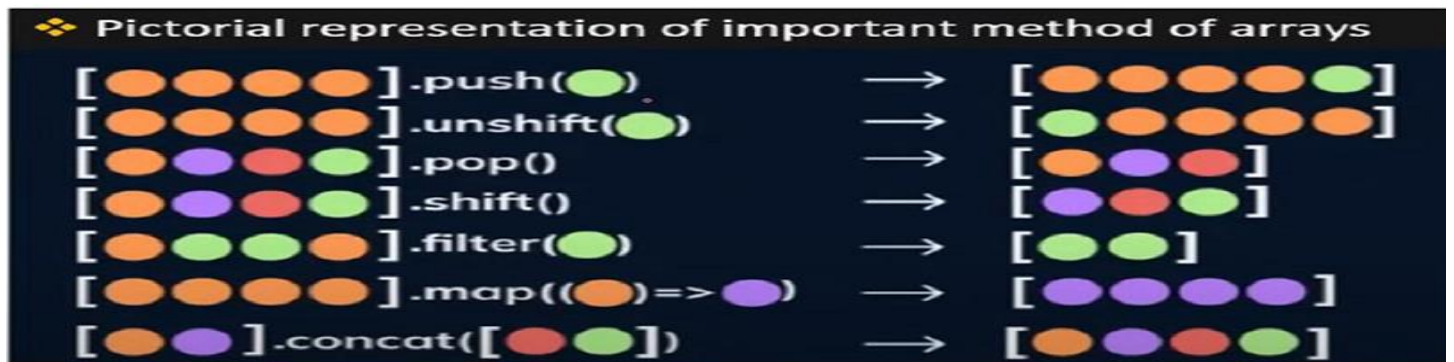 Pictorial representation of important method of arrays
[ ].push( ) → [ ]
[ ].unshift( ) → [ ]
[ ].pop() → [ ]
[ ].shift() → [ ]
[ ].filter( ) → [ ]
[ ].map(( )=> ) → [ ]
[ ].concat([ ]) → [ ]